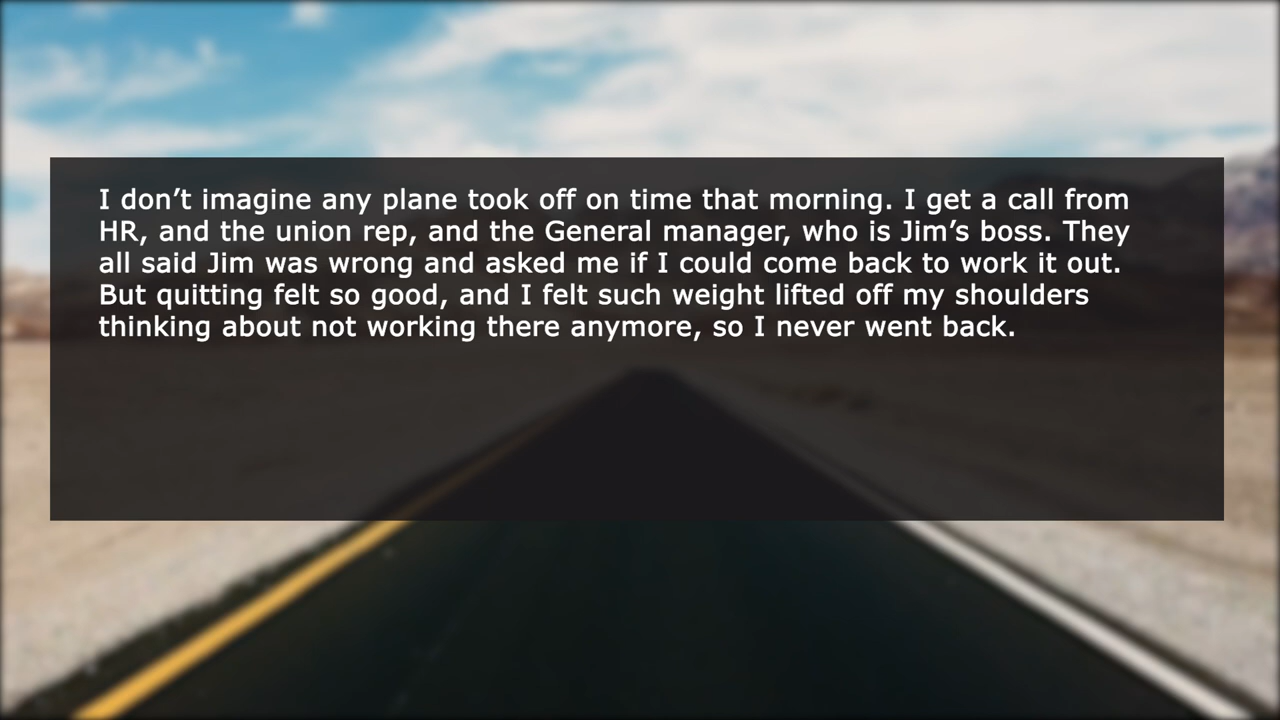 I don’t imagine any plane took off on time that morning. I get a call from
HR, and the union rep, and the General manager, who is Jim’s boss. They
all said Jim was wrong and asked me if I could come back to work it out.
But quitting felt so good, and I felt such weight lifted off my shoulders
thinking about not working there anymore, so I never went back.